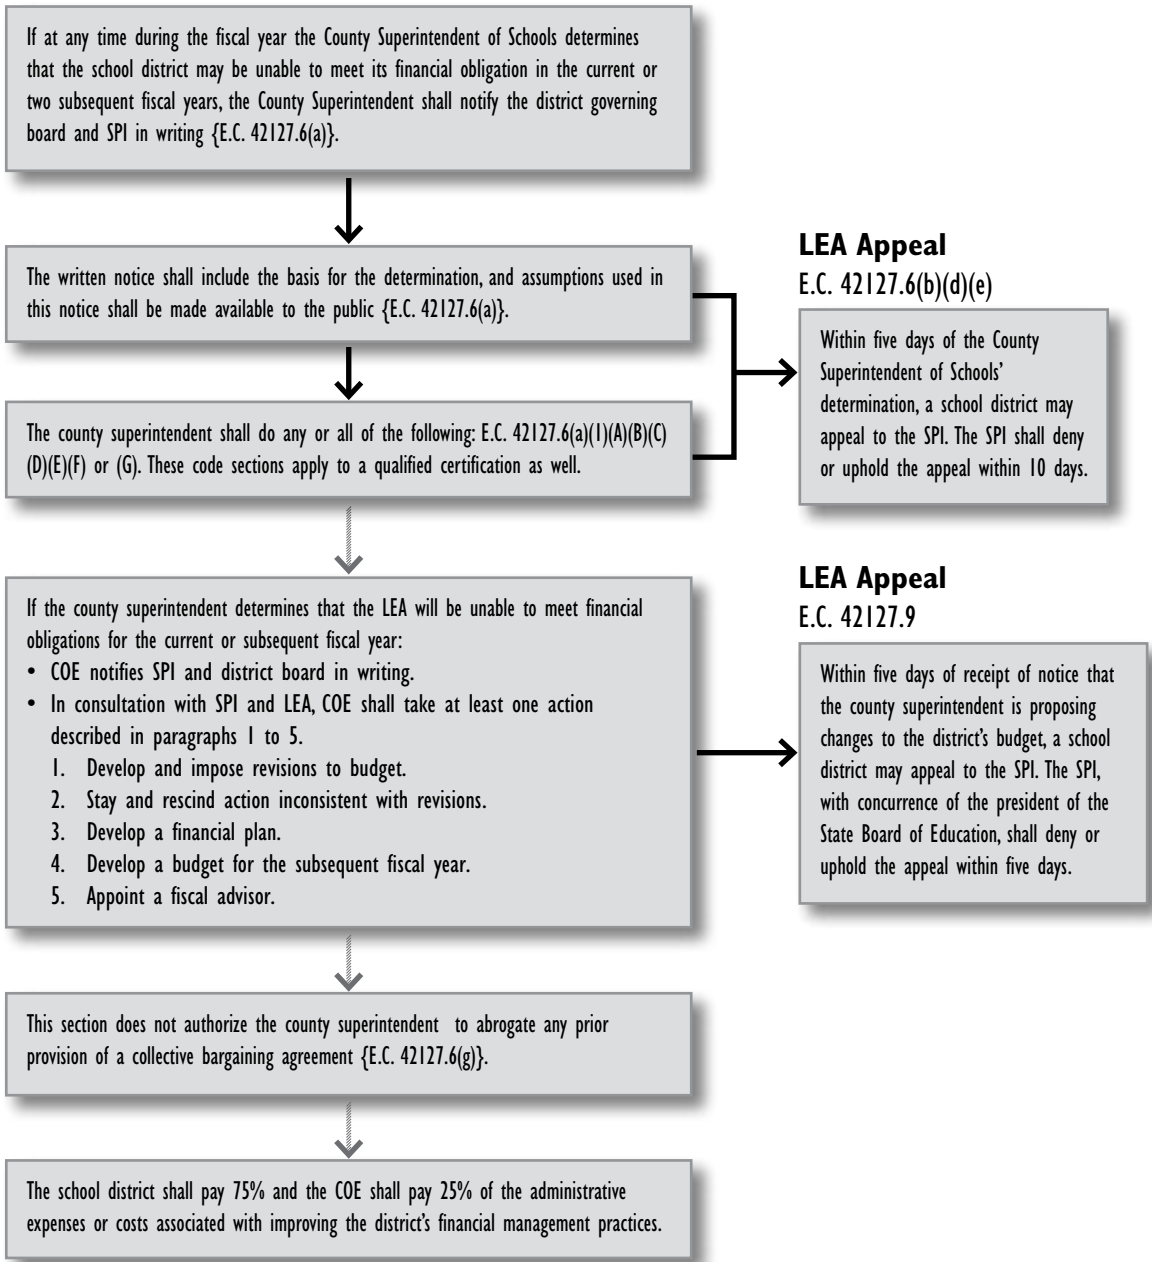 If at any time during the fiscal year the County Superintendent of Schools determines
that the school district may be unable to meet its financial obligation in the current or
two subsequent fiscal years, the County Superintendent shall notify the district governing
board and SPI in writing {E.C. 42127.6(a)}.
The written notice shall include the basis for the determination, and assumptions used in
this notice shall be made available to the public {E.C. 42127.6(a)}.
LEA Appeal
E.C. 42127.6(b)(d)(e)
Within five days of the County
Superintendent of Schools'
determination, a school district may
appeal to the SPI. The SPI shall deny
or uphold the appeal within 10 days.
The county superintendent shall do any or all of the following: E.C. 42127.6(a)(1)(A)(B)(C)
(D)(E)(F) or (G). These code sections apply to a qualified certification as well.
If the county superintendent determines that the LEA will be unable to meet financial
obligations for the current or subsequent fiscal year:
• COE notifies SPI and district board in writing.
• In consultation with SPI and LEA, COE shall take at least one action
described in paragraphs 1 to 5.
1. Develop and impose revisions to budget.
2. Stay and rescind action inconsistent with revisions.
3. Develop a financial plan.
4. Develop a budget for the subsequent fiscal year.
5. Appoint a fiscal advisor.
LEA Appeal
E.C. 42127.9
Within five days of receipt of notice that
the county superintendent is proposing
changes to the district's budget, a school
district may appeal to the SPI. The SPI,
with concurrence of the president of the
State Board of Education, shall deny or
uphold the appeal within five days.
This section does not authorize the county superintendent to abrogate any prior
provision of a collective bargaining agreement {E.C. 42127.6(g)}.
The school district shall pay 75% and the COE shall pay 25% of the administrative
expenses or costs associated with improving the district's financial management practices.